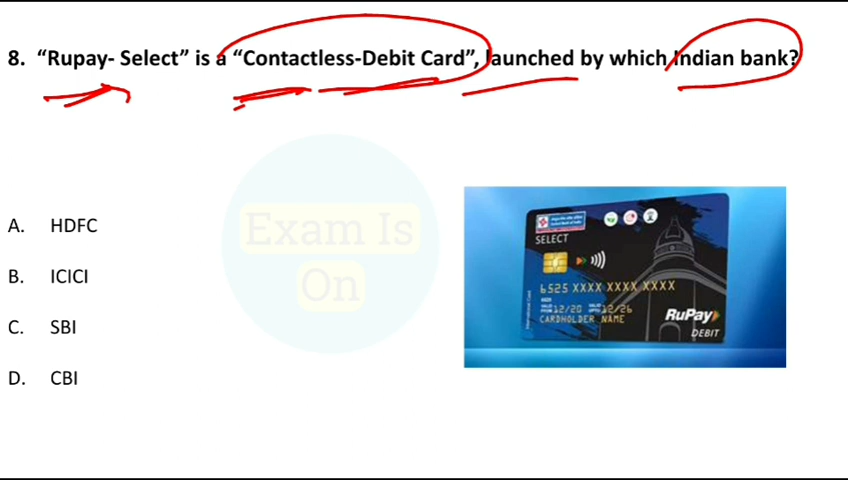 8. “Rupay- Select” is a “Contactless-Debit Card”, launched by which Indian bank?
Exam Is
On
A. HDFC
B. ICICI
C. SBI
D. CBI
SELECT
6525 XXXX XXXX XXXX
12/20 12/26
CARDHOLDER NAME
RuPay
DEBIT